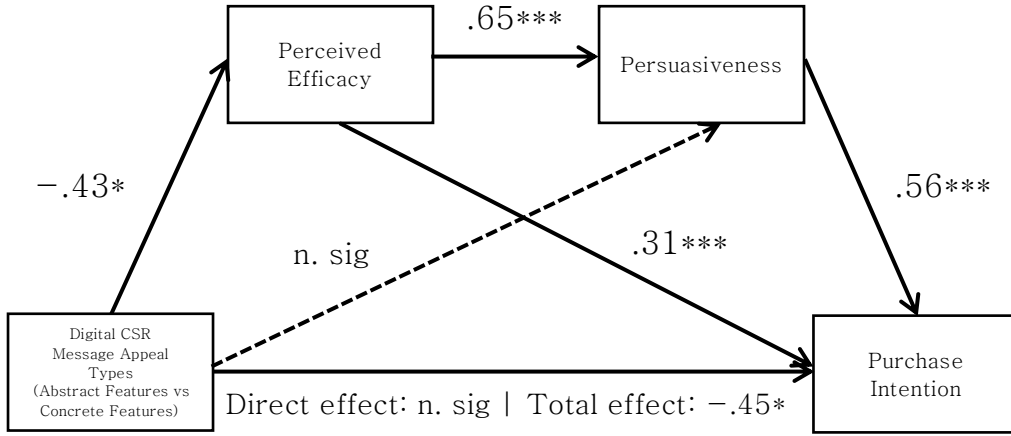 .65***
Perceived
Efficacy
Persuasiveness
-.43*
.56***
n. sig
.31***
Digital CSR
Message Appeal
Types
(Abstract Features vs
Concrete Features)
Purchase
Intention
Direct effect: n. sig | Total effect: -.45*